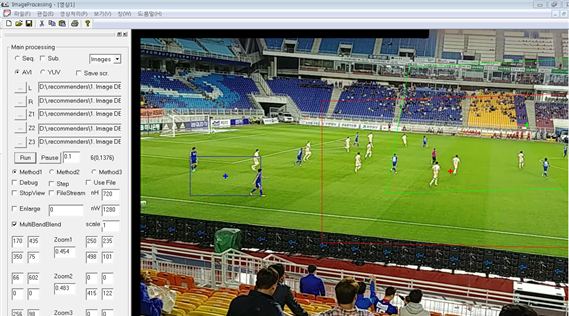 ImageProcessing - [영상1]
파일(F) 편집(E) 영상처리(P) 보기(V) 창(W) 도움말(H)
Main processing
Seq. Sub. Images
AVI YUV Save scr.
... L D:\,recommenders\1. Image DE
... R D:\,recommenders\1. Image DE
... Z1 D:\,recommenders\1. Image DE
... Z2 D:\,recommenders\1. Image DE
... Z3 D:\,recommenders\1. Image DE
Run Pause 0.1 6(0,1376)
Method1 Method2 Method3
Debug Step Use File
StopView FileStream nH 720
Enlarge 0 nW 1280
MultiBandBlend scale 1
170 435 Zoom1 250 235
350 75 0.454 498 101
66 602 Zoom2 0 0
0 0 0.483 415 122
256 98 Zoom3 0 0